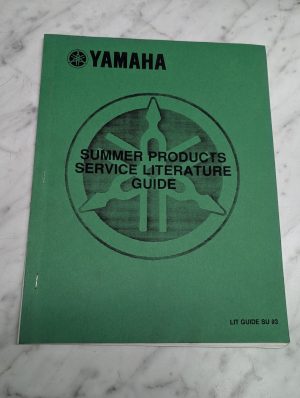 YAMAHA
SUMMER PRODUCTS
SERVICE LITERATURE
GUIDE
LIT GUIDE SU 93